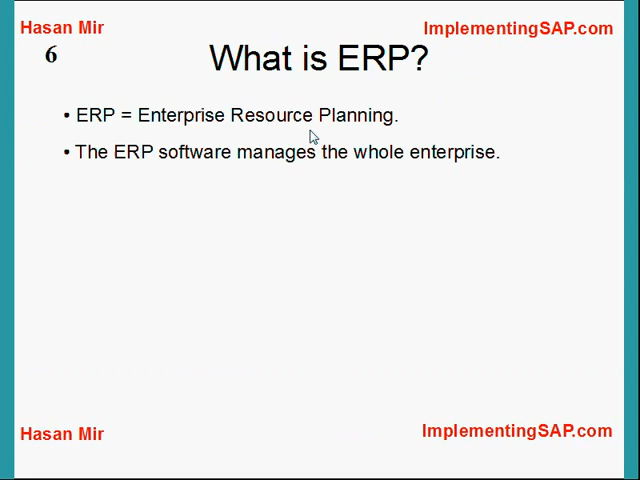 Hasan Mir
ImplementingSAP.com
6
What is ERP?
• ERP = Enterprise Resource Planning.
• The ERP software manages the whole enterprise.
Hasan Mir
ImplementingSAP.com